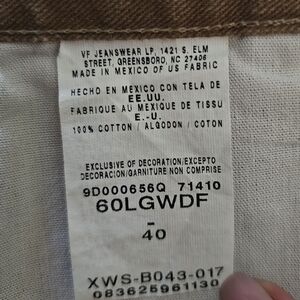 VF JEANSWEAR LP, 1421 S. ELM
STREET, GREENSBORO, NC 27406
MADE IN MEXICO OF US FABRIC
HECHO EN MEXICO CON TELA DE
EE.UU.
FABRIQUE AU MEXIQUE DE TISSU
E.-U.
100% COTTON / ALGODON / COTON
EXCLUSIVE OF DECORATION/EXCEPTO
DECORACION/GARNITURE NON COMPRISE
9D000656Q 71410
60LGWDF
-
40
XWS-B043-017
083625961130